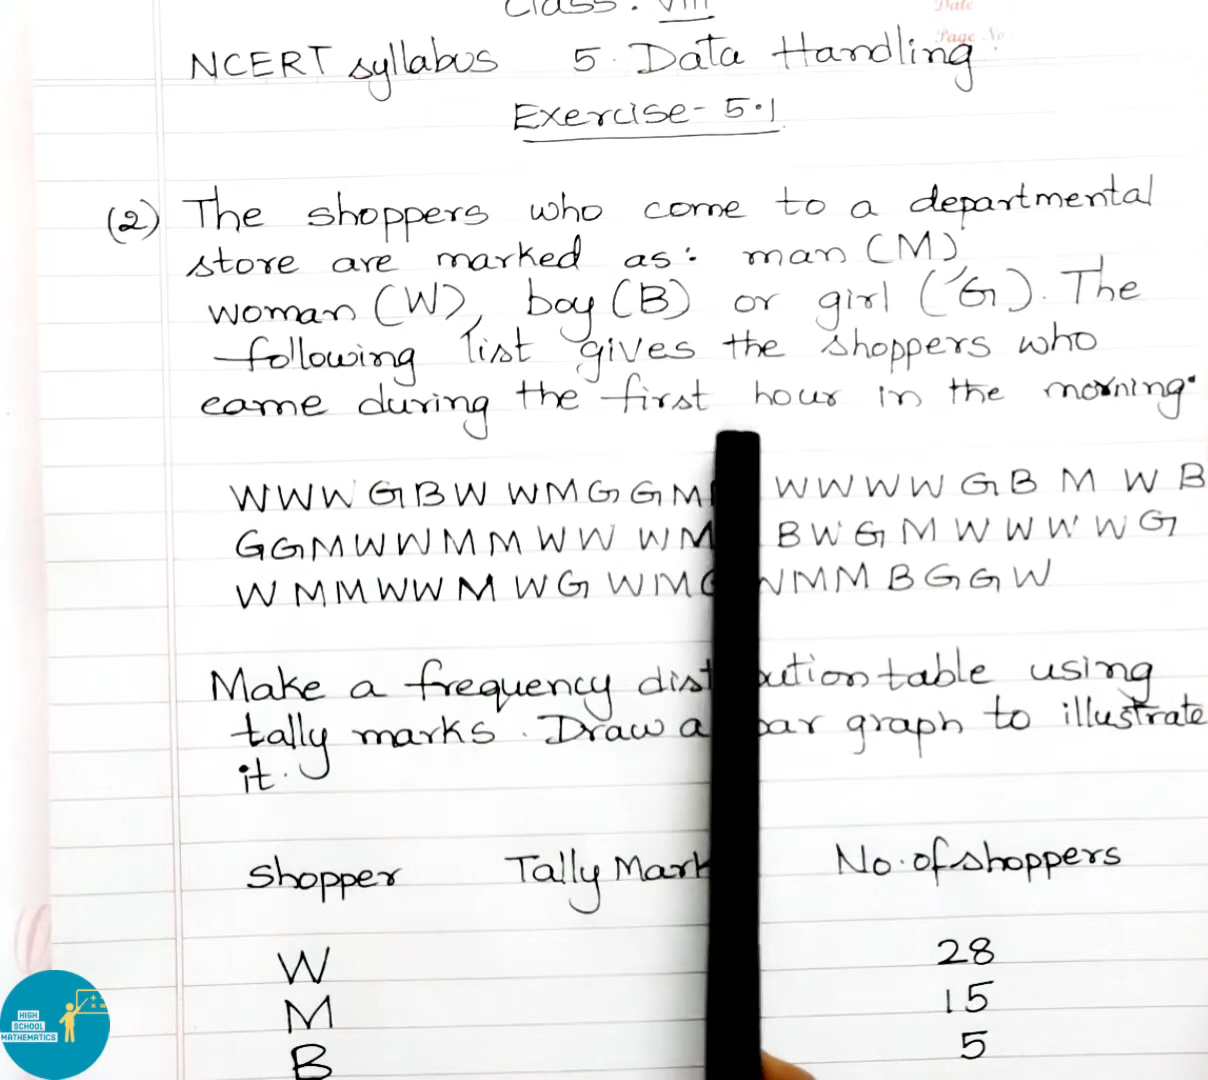 Class: VIII
Date
Page No.
NCERT syllabus 5. Data Handling
Exercise- 5.1
(2) The shoppers who come to a departmental
store are marked as: man (M)
woman (W), boy (B) or girl (G). The
following list gives the shoppers who
came during the first hour in the morning.
W W W G B W W M G G M W W W W G B M W B
G G M W W M M W W W M B W G M W W W W G
W M M W W M W G W M M M B G G W
Make a frequency table using
tally marks. Draw a bar graph to illustrate
it.
Shopper Tally Mark No. of shoppers
W 28
M 15
B 5
HIGH
SCHOOL
MATHEMATICS